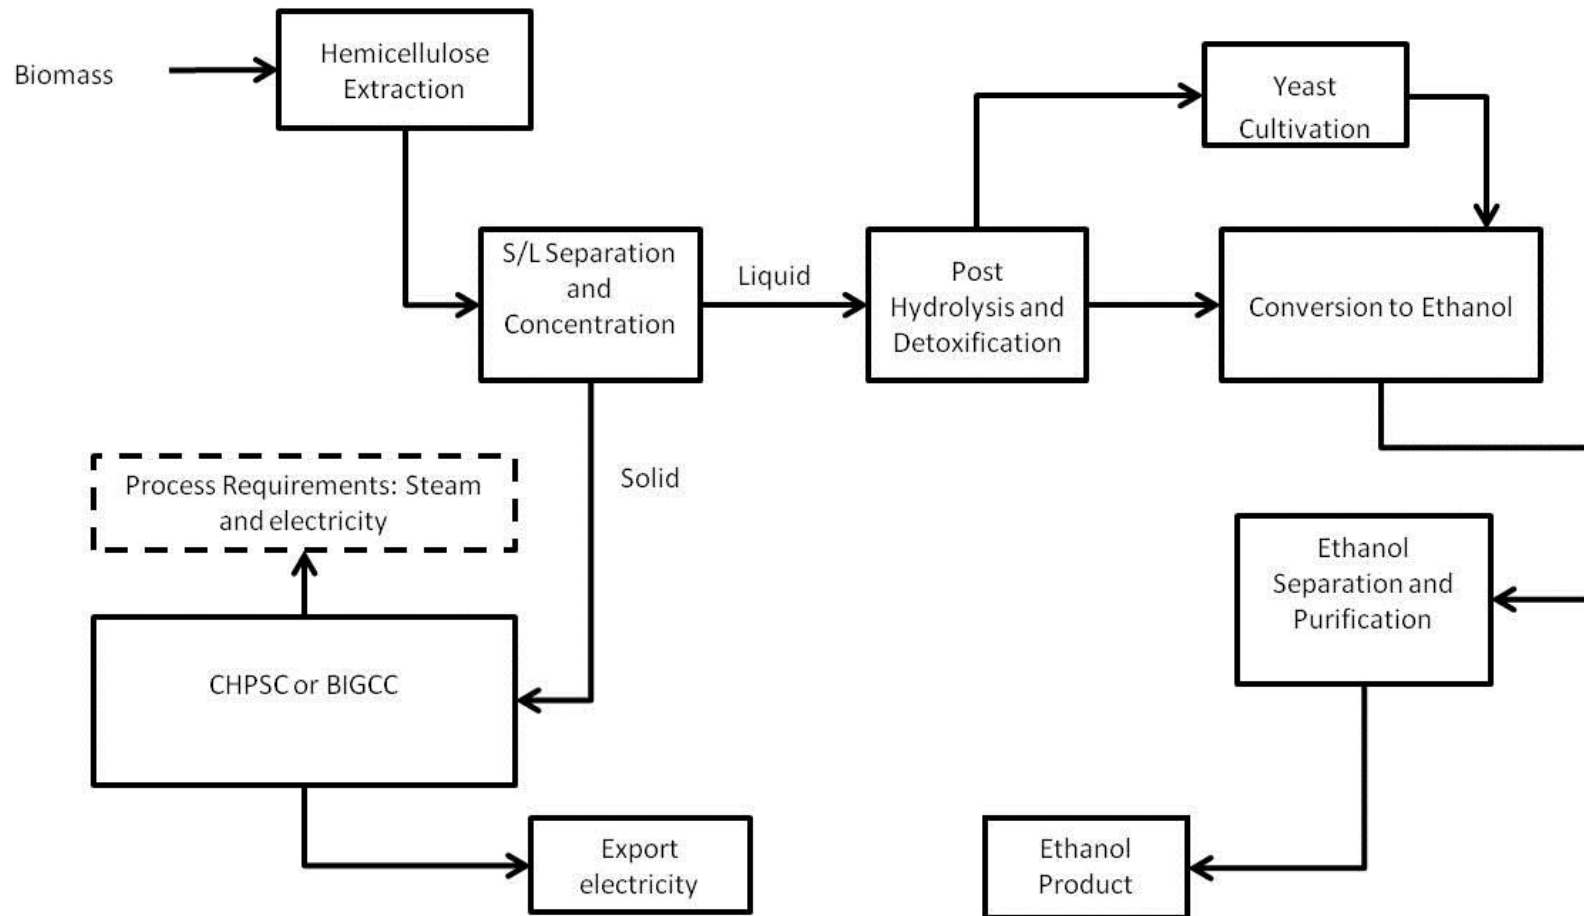 Biomass
Hemicellulose
Extraction
Yeast
Cultivation
S/L Separation
and
Concentration
Liquid
Post
Hydrolysis and
Detoxification
Conversion to Ethanol
Solid
Process Requirements: Steam
and electricity
CHPSC or BIGCC
Ethanol
Separation and
Purification
Export
electricity
Ethanol
Product